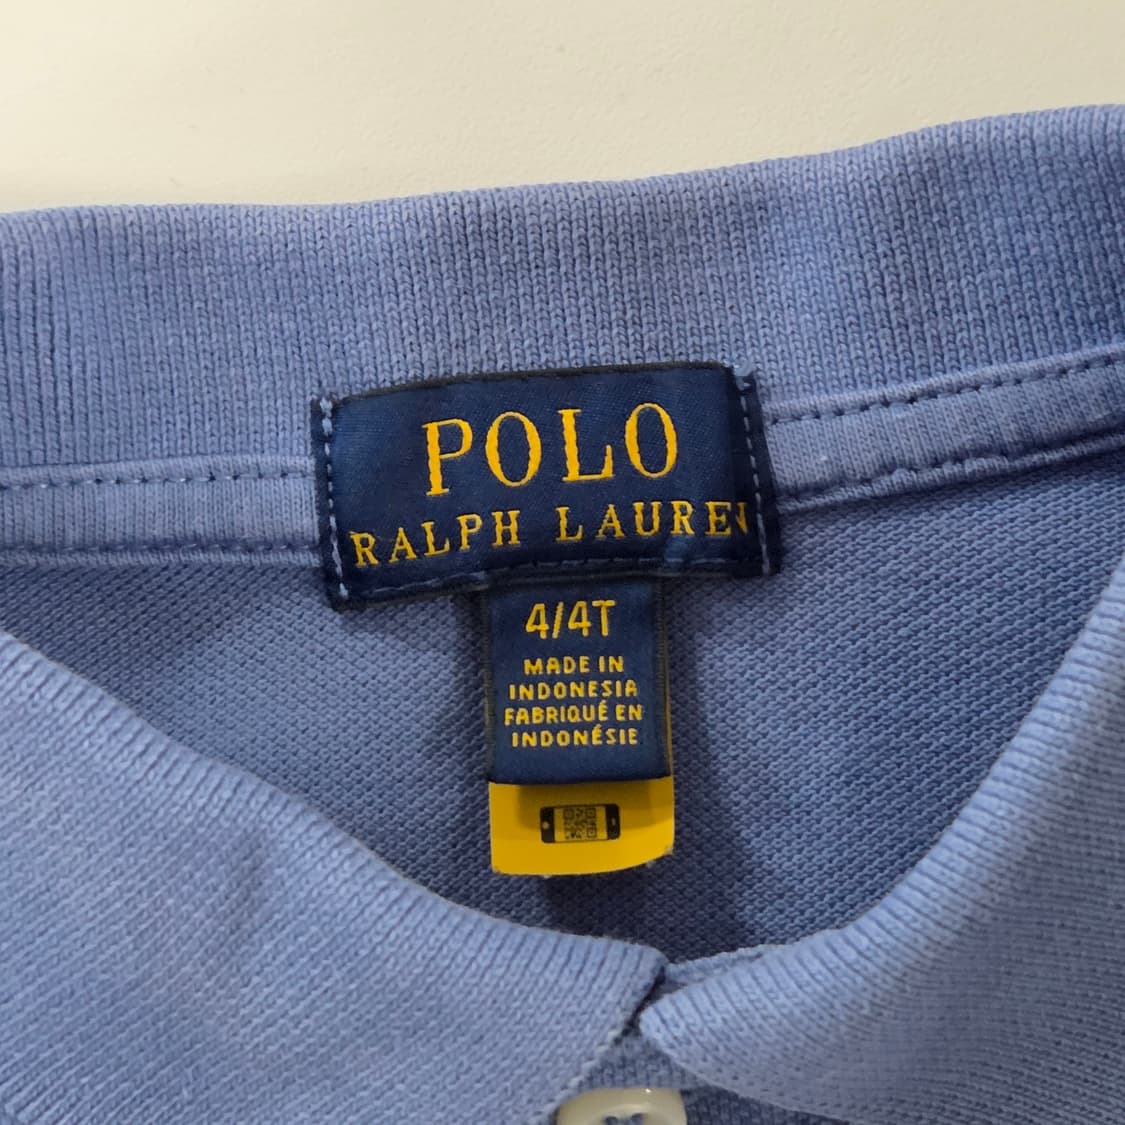 POLO
RALPH LAUREN
4/4T
MADE IN
INDONESIA
FABRIQUÉ EN
INDONÉSIE